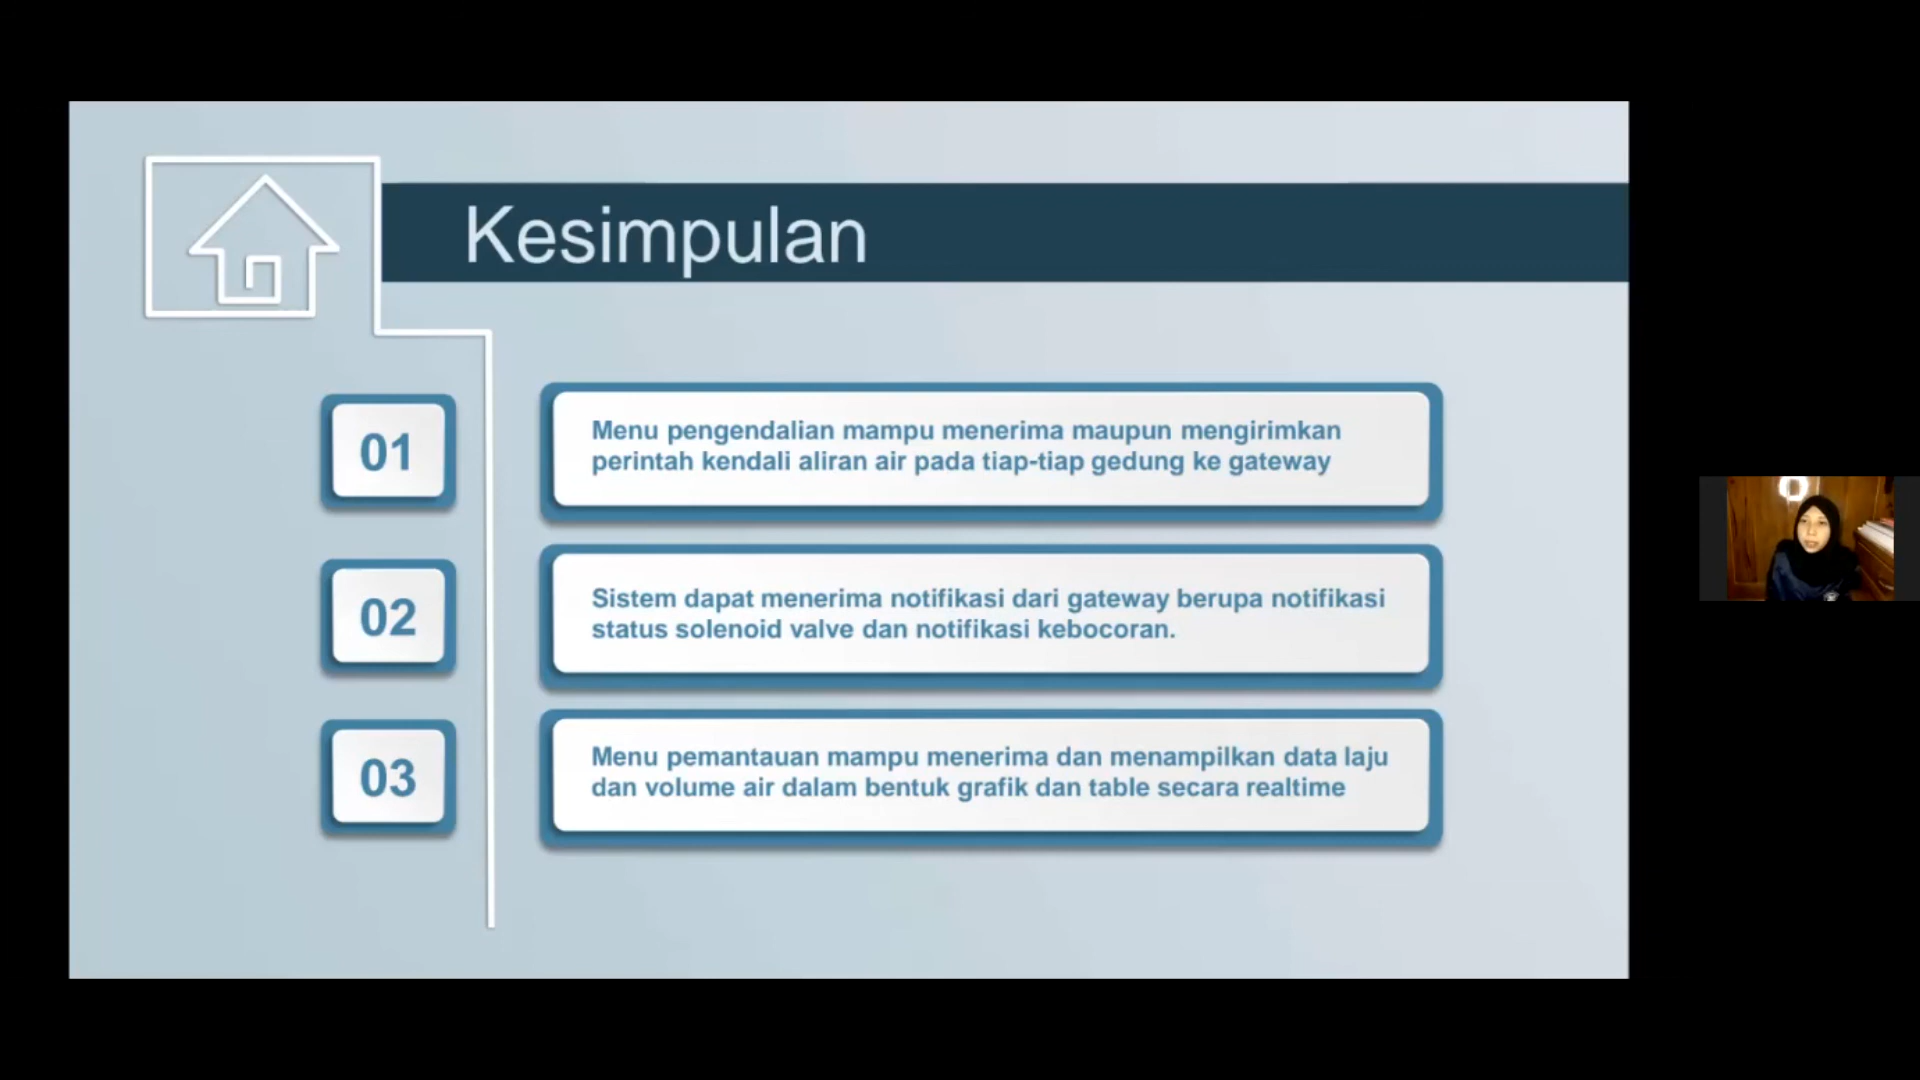 Kesimpulan
01
Menu pengendalian mampu menerima maupun mengirimkan
perintah kendali aliran air pada tiap-tiap gedung ke gateway
02
Sistem dapat menerima notifikasi dari gateway berupa notifikasi
status solenoid valve dan notifikasi kebocoran.
03
Menu pemantauan mampu menerima dan menampilkan data laju
dan volume air dalam bentuk grafik dan table secara realtime